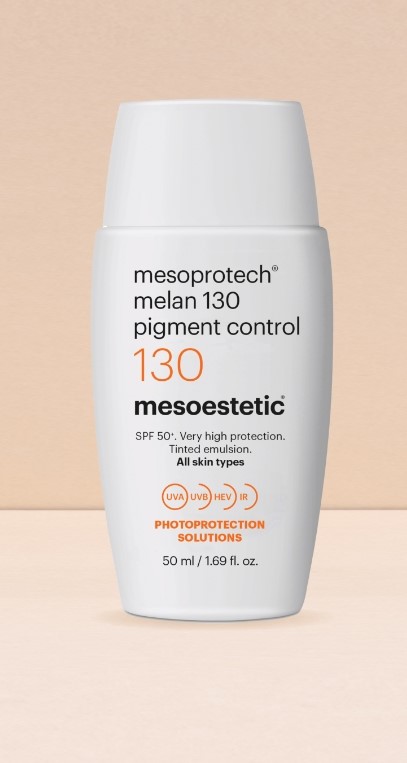 mesoprotech®
melan 130
pigment control
130
mesoestetic®
SPF 50⁺. Very high protection.
Tinted emulsion.
All skin types
UVA UVB HEV IR
PHOTOPROTECTION
SOLUTIONS
50 ml / 1.69 fl. oz.